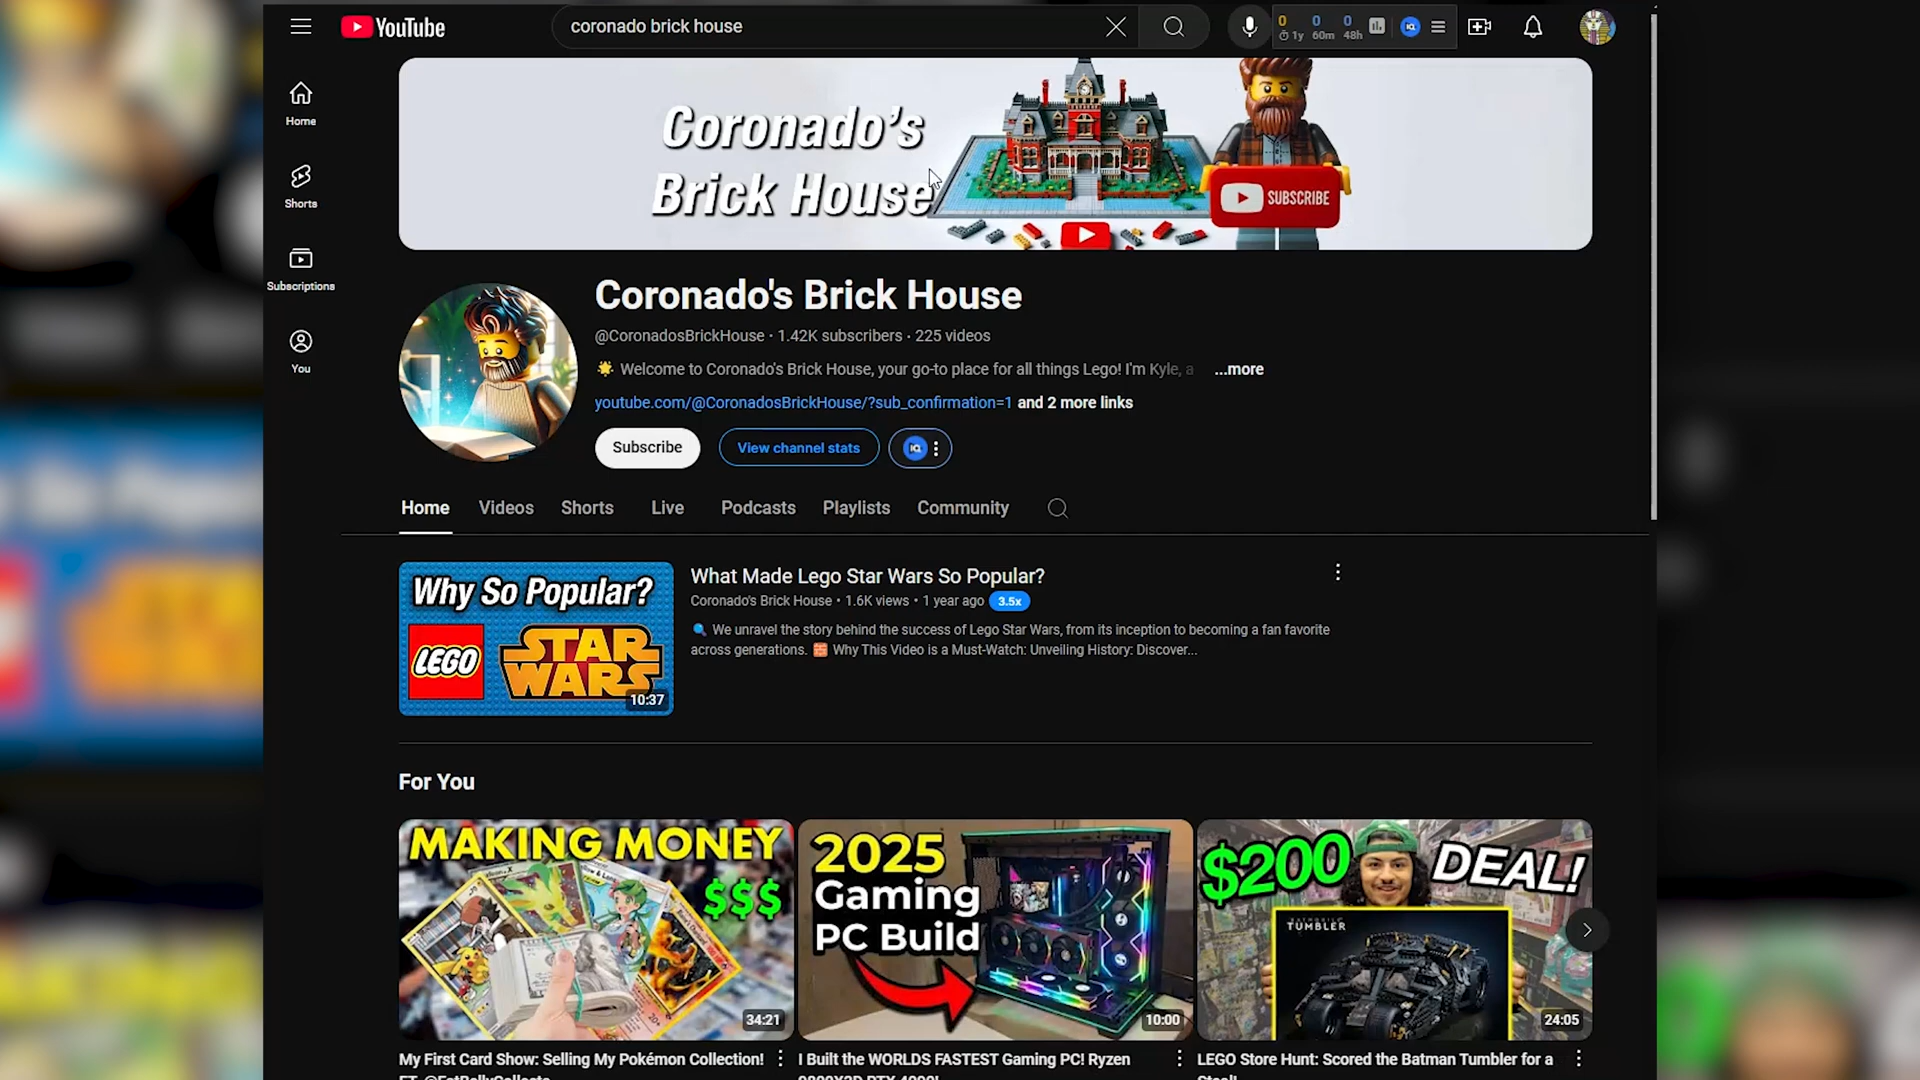 YouTube
coronado brick house
0 0 0
1y 60m 48h
Home
Shorts
Subscriptions
You
Coronado's
Brick House
SUBSCRIBE
Coronado's Brick House
@CoronadosBrickHouse · 1.42K subscribers · 225 videos
🌟 Welcome to Coronado's Brick House, your go-to place for all things Lego! I'm Kyle, a ...more
youtube.com/@CoronadosBrickHouse/?sub_confirmation=1 and 2 more links
Subscribe
View channel stats
IQ
Home Videos Shorts Live Podcasts Playlists Community
Why So Popular?
LEGO
STAR
WARS
10:37
What Made Lego Star Wars So Popular?
Coronado's Brick House • 1.6K views • 1 year ago 3.5x
🔍 We unravel the story behind the success of Lego Star Wars, from its inception to becoming a fan favorite
across generations. 🧱 Why This Video is a Must-Watch: Unveiling History: Discover...
For You
MAKING MONEY
$$$
34:21
My First Card Show: Selling My Pokémon Collection!
2025
Gaming
PC Build
10:00
I Built the WORLDS FASTEST Gaming PC! Ryzen
$200 DEAL!
TUMBLER
24:05
LEGO Store Hunt: Scored the Batman Tumbler for a